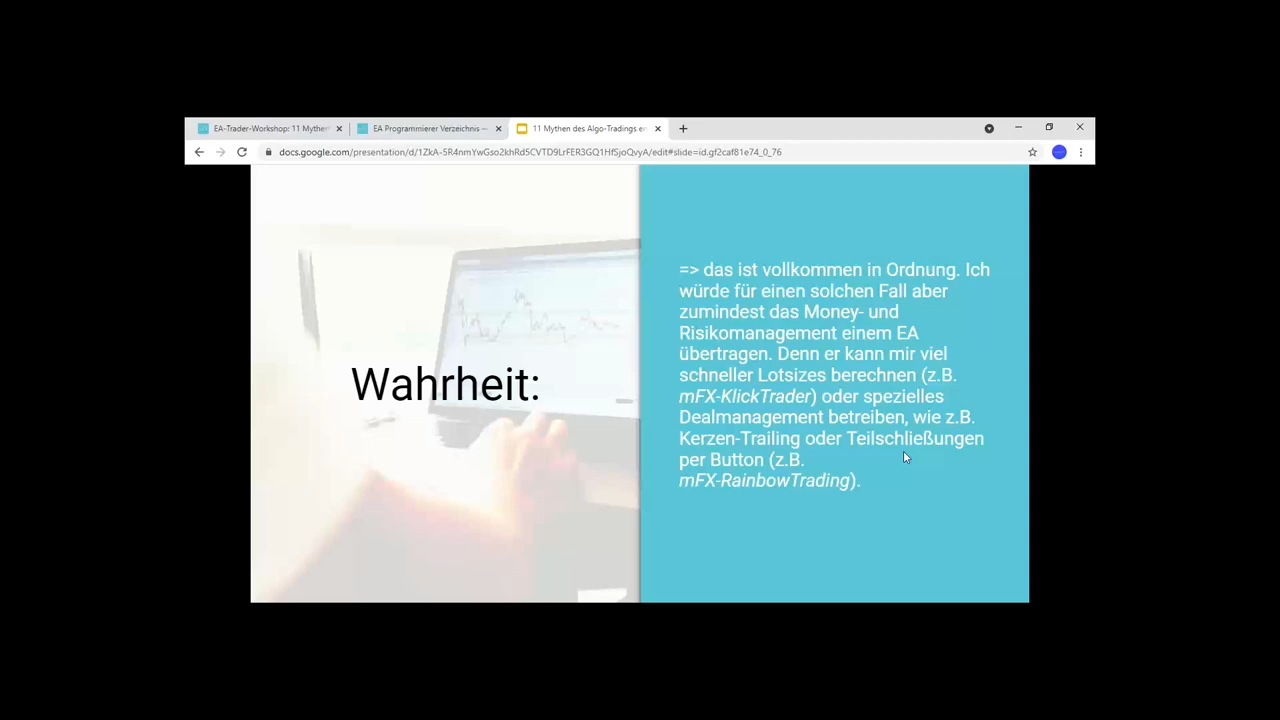 EA-Trader-Workshop: 11 Mythen
EA Programmierer Verzeichnis —
11 Mythen des Algo-Tradings en
docs.google.com/presentation/d/1ZkA-5R4nmYwGso2khRd5CVTD9LrFER3GQ1HfSjoQvyA/edit#slide=id.gf2caf81e74_0_76
Wahrheit:
=> das ist vollkommen in Ordnung. Ich
würde für einen solchen Fall aber
zumindest das Money- und
Risikomanagement einem EA
übertragen. Denn er kann mir viel
schneller Lotsizes berechnen (z.B.
mFX-KlickTrader) oder spezielles
Dealmanagement betreiben, wie z.B.
Kerzen-Trailing oder Teilschließungen
per Button (z.B.
mFX-RainbowTrading).